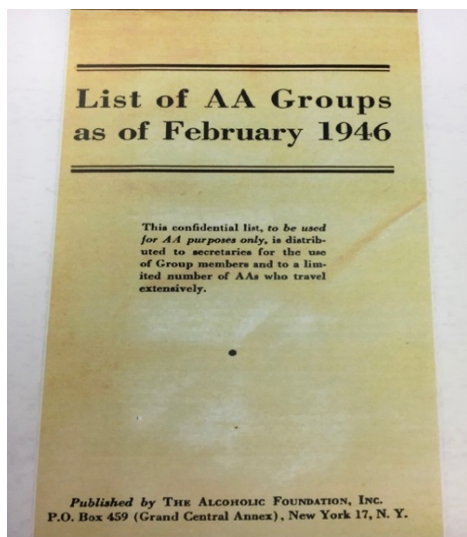 List of AA Groups
as of February 1946
This confidential list, to be used
for AA purposes only, is distrib-
uted to secretaries for the use
of Group members and to a lim-
ited number of AAs who travel
extensively.
Published by THE ALCOHOLIC FOUNDATION, INC.
P.O. Box 459 (Grand Central Annex), New York 17, N. Y.